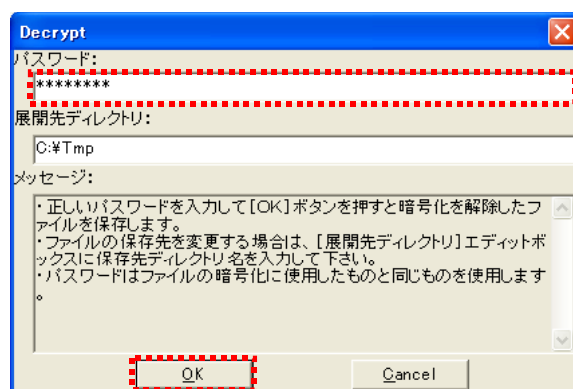 Decrypt
パスワード:
********
展開先ディレクトリ:
C:¥Tmp
メッセージ:
・正しいパスワードを入力して[OK]ボタンを押すと暗号化を解除したフ
ァイルを保存します。
・ファイルの保存先を変更する場合は、[展開先ディレクトリ]エディットボ
ックスに保存先ディレクトリ名を入力して下さい。
・パスワードはファイルの暗号化に使用したものと同じものを使用します
。
OK
Cancel